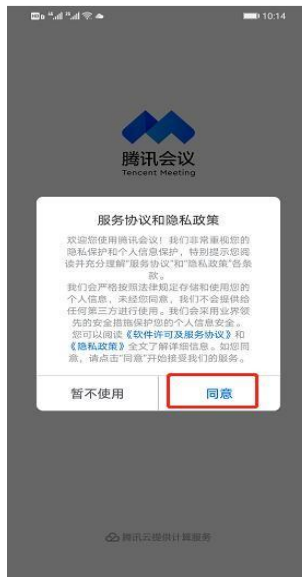 10:14
腾讯会议
Tencent Meeting
服务协议和隐私政策
欢迎您使用腾讯会议！我们非常重视您的
隐私保护和个人信息保护，特别提示您阅
读并充分理解“服务协议”和“隐私政策”各条
款。
我们会严格按照法律规定存储和使用您的
个人信息，未经您同意，我们不会提供给
任何第三方进行使用。我们会采用业界领
先的安全措施保护您的个人信息安全。
您可以阅读《软件许可及服务协议》和
《隐私政策》全文了解详细信息。如您同
意，请点击“同意”开始接受我们的服务。
暂不使用
同意
腾讯云提供计算服务